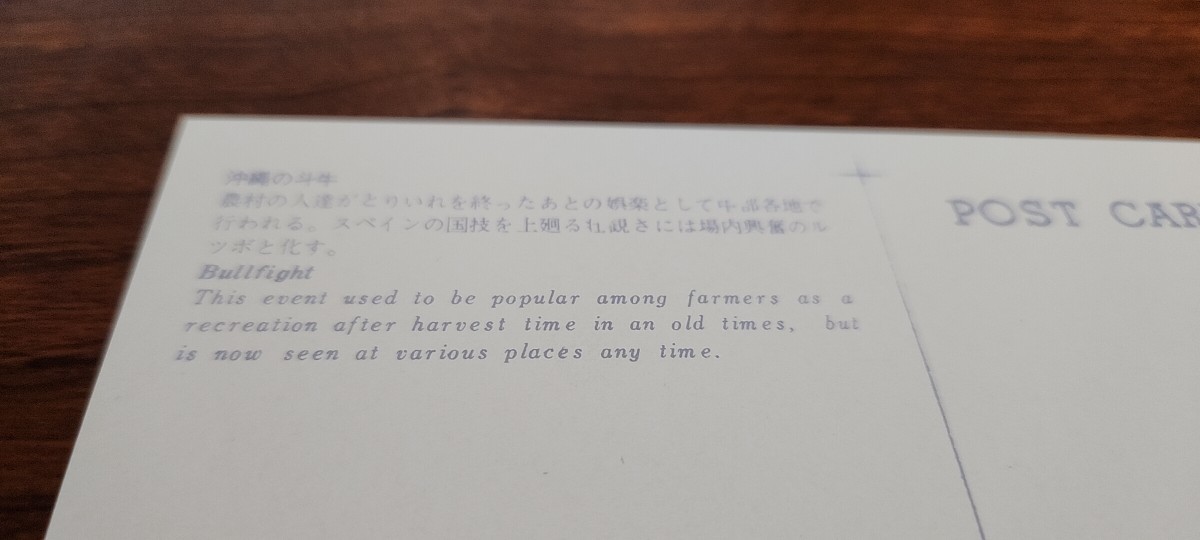 沖縄の斗牛
農村の人達がとりいれを終ったあとの娯楽として中部各地で
行われる。スペインの国技を上廻る壮観さには場内興奮のル
ツボと化す。
Bullfight
This event used to be popular among farmers as a
recreation after harvest time in an old times, but
is now seen at various places any time.
POST CAR